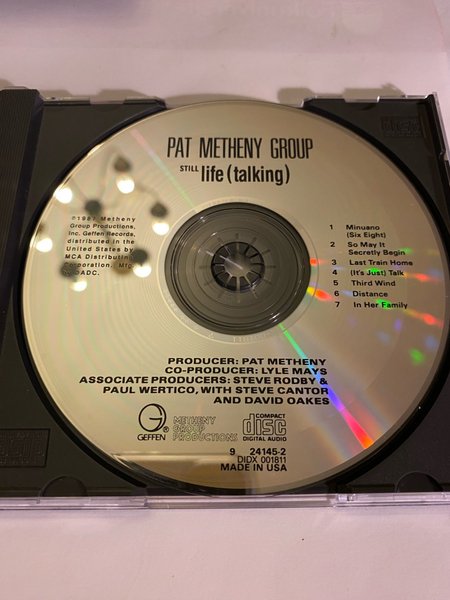 PAT METHENY GROUP
STILL life (talking)
℗1987 Metheny
Group Productions,
Inc. Geffen Records,
distributed in the
United States by
MCA Distributing
Corporation. Mfg.
DADC.
1 Minuano
(Six Eight)
2 So May It
Secretly Begin
3 Last Train Home
4 (It's Just) Talk
5 Third Wind
6 Distance
7 In Her Family
PRODUCER: PAT METHENY
CO-PRODUCER: LYLE MAYS
ASSOCIATE PRODUCERS: STEVE RODBY &
PAUL WERTICO, WITH STEVE CANTOR
AND DAVID OAKES
G
GEFFEN®
METHENY
GROUP
PRODUCTIONS
COMPACT
disc
DIGITAL AUDIO
9 24145-2
DIDX 001811
MADE IN USA